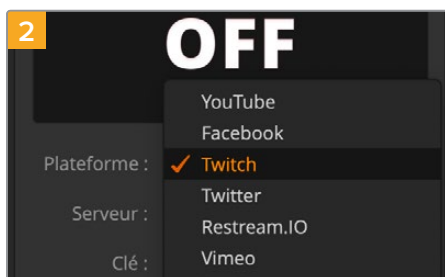 2
OFF
YouTube
Facebook
Plateforme : ✓ Twitch
Twitter
Serveur :
Restream.IO
Clé : Vimeo